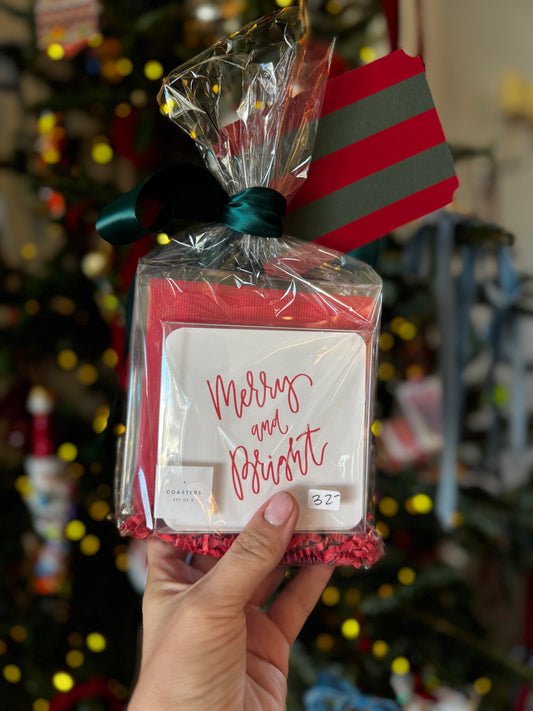 Merry
and
Bright
COASTERS
32-